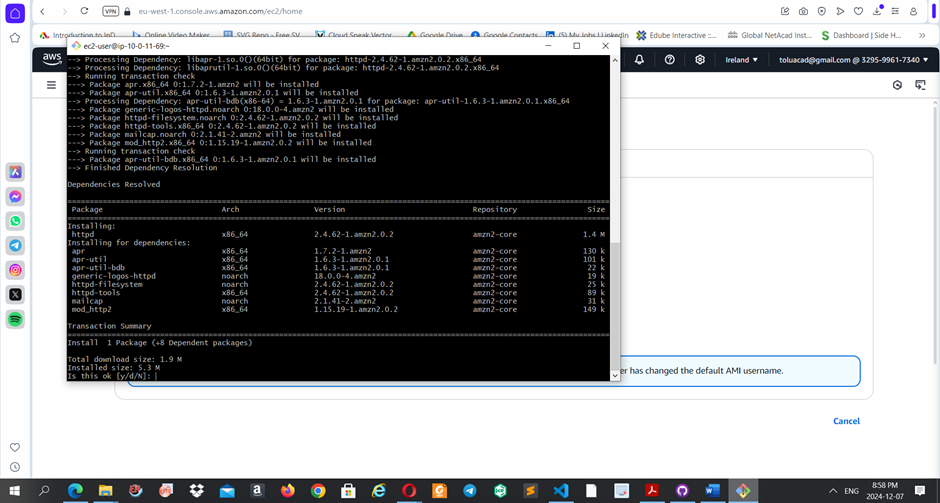 VPN
eu-west-1.console.aws.amazon.com/ec2/home
Introduction to InD
Online Video Maker
SVG Repo - Free SV
Cloud Sneak Vector
Google Drive
Google Contacts
(5) My Jobs | LinkedIn
Edube Interactive ::
Global NetAcad inst...
Dashboard | Side H...
aws
Ireland
toluacad@gmail.com @ 3295-9961-7340
ec2-user@ip-10-0-11-69:~
--> Processing Dependency: libapr-1.so.0()(64bit) for package: httpd-2.4.62-1.amzn2.0.2.x86_64
--> Processing Dependency: libaprutil-1.so.0()(64bit) for package: httpd-2.4.62-1.amzn2.0.2.x86_64
--> Running transaction check
---> Package apr.x86_64 0:1.7.2-1.amzn2 will be installed
---> Package apr-util.x86_64 0:1.6.3-1.amzn2.0.1 will be installed
--> Processing Dependency: apr-util-bdb(x86-64) = 1.6.3-1.amzn2.0.1 for package: apr-util-1.6.3-1.amzn2.0.1.x86_64
---> Package generic-logos-httpd.noarch 0:18.0.0-4.amzn2 will be installed
---> Package httpd-filesystem.noarch 0:2.4.62-1.amzn2.0.2 will be installed
---> Package httpd-tools.x86_64 0:2.4.62-1.amzn2.0.2 will be installed
---> Package mailcap.noarch 0:2.1.41-2.amzn2 will be installed
---> Package mod_http2.x86_64 0:1.15.19-1.amzn2.0.2 will be installed
--> Running transaction check
---> Package apr-util-bdb.x86_64 0:1.6.3-1.amzn2.0.1 will be installed
--> Finished Dependency Resolution
Dependencies Resolved
Package Arch Version Repository Size
Installing:
httpd x86_64 2.4.62-1.amzn2.0.2 amzn2-core 1.4 M
Installing for dependencies:
apr x86_64 1.7.2-1.amzn2 amzn2-core 130 k
apr-util x86_64 1.6.3-1.amzn2.0.1 amzn2-core 101 k
apr-util-bdb x86_64 1.6.3-1.amzn2.0.1 amzn2-core 22 k
generic-logos-httpd noarch 18.0.0-4.amzn2 amzn2-core 19 k
httpd-filesystem noarch 2.4.62-1.amzn2.0.2 amzn2-core 25 k
httpd-tools x86_64 2.4.62-1.amzn2.0.2 amzn2-core 89 k
mailcap noarch 2.1.41-2.amzn2 amzn2-core 31 k
mod_http2 x86_64 1.15.19-1.amzn2.0.2 amzn2-core 149 k
Transaction Summary
Install 1 Package (+8 Dependent packages)
Total download size: 1.9 M
Installed size: 5.3 M
Is this ok [y/d/N]:
er has changed the default AMI username.
Cancel
ENG
8:58 PM
2024-12-07